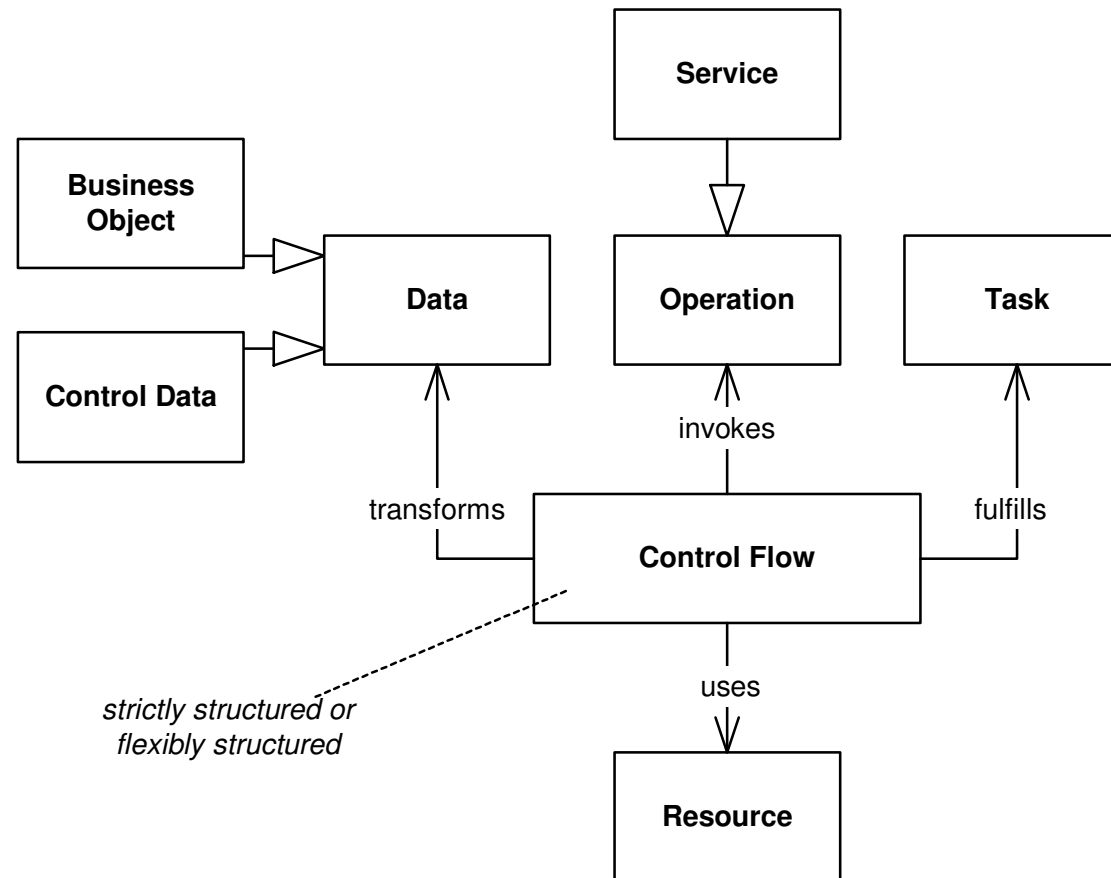 Service
Business
Object
Data
Operation
Task
Control Data
invokes
transforms
fulfills
Control Flow
uses
strictly structured or
flexibly structured
Resource